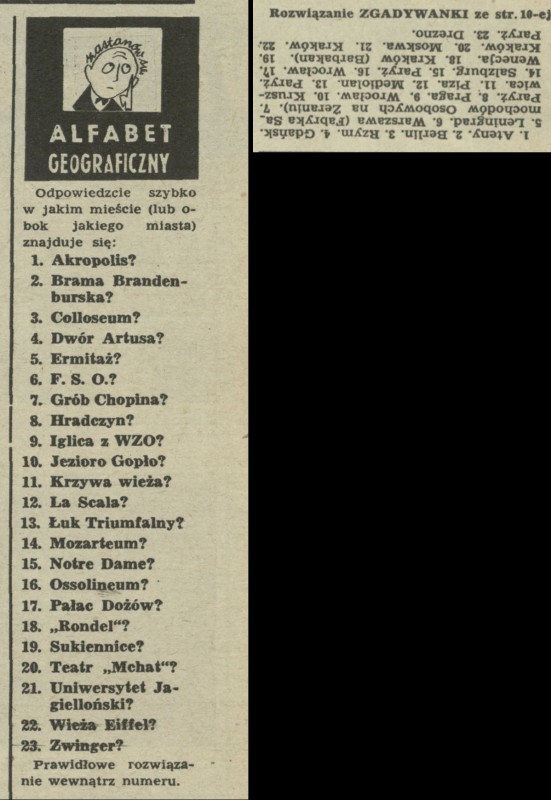 zastanów się
ALFABET
GEOGRAFICZNY
Odpowiedzcie szybko
w jakim mieście (lub o-
bok jakiego miasta)
znajduje się:
1. Akropolis?
2. Brama Branden-
burska?
3. Colloseum?
4. Dwór Artusa?
5. Ermitaż?
6. F. S. O.?
7. Grób Chopina?
8. Hradczyn?
9. Iglica z WZO?
10. Jezioro Gopło?
11. Krzywa wieża?
12. La Scala?
13. Łuk Triumfalny?
14. Mozarteum?
15. Notre Dame?
16. Ossolineum?
17. Pałac Dożów?
18. „Rondel“?
19. Sukiennice?
20. Teatr „Mchat“?
21. Uniwersytet Ja-
gielloński?
22. Wieża Eiffel?
23. Zwinger?
Prawidłowe rozwiąza-
nie wewnątrz numeru.
Rozwiązanie ZGADYWANKI ze str. 10-ej
1. Ateny. 2. Berlin. 3. Rzym. 4. Gdańsk.
5. Leningrad. 6. Warszawa (Fabryka Sa-
mochodów Osobowych na Żeraniu). 7.
Paryż. 8. Praga. 9. Wrocław. 10. Krusz-
wica. 11. Piza. 12. Mediolan. 13. Paryż.
14. Salzburg. 15. Paryż. 16. Wrocław. 17.
Wenecja. 18. Kraków (Barbakan). 19.
Kraków. 20. Moskwa. 21. Kraków. 22.
Paryż. 23. Drezno.